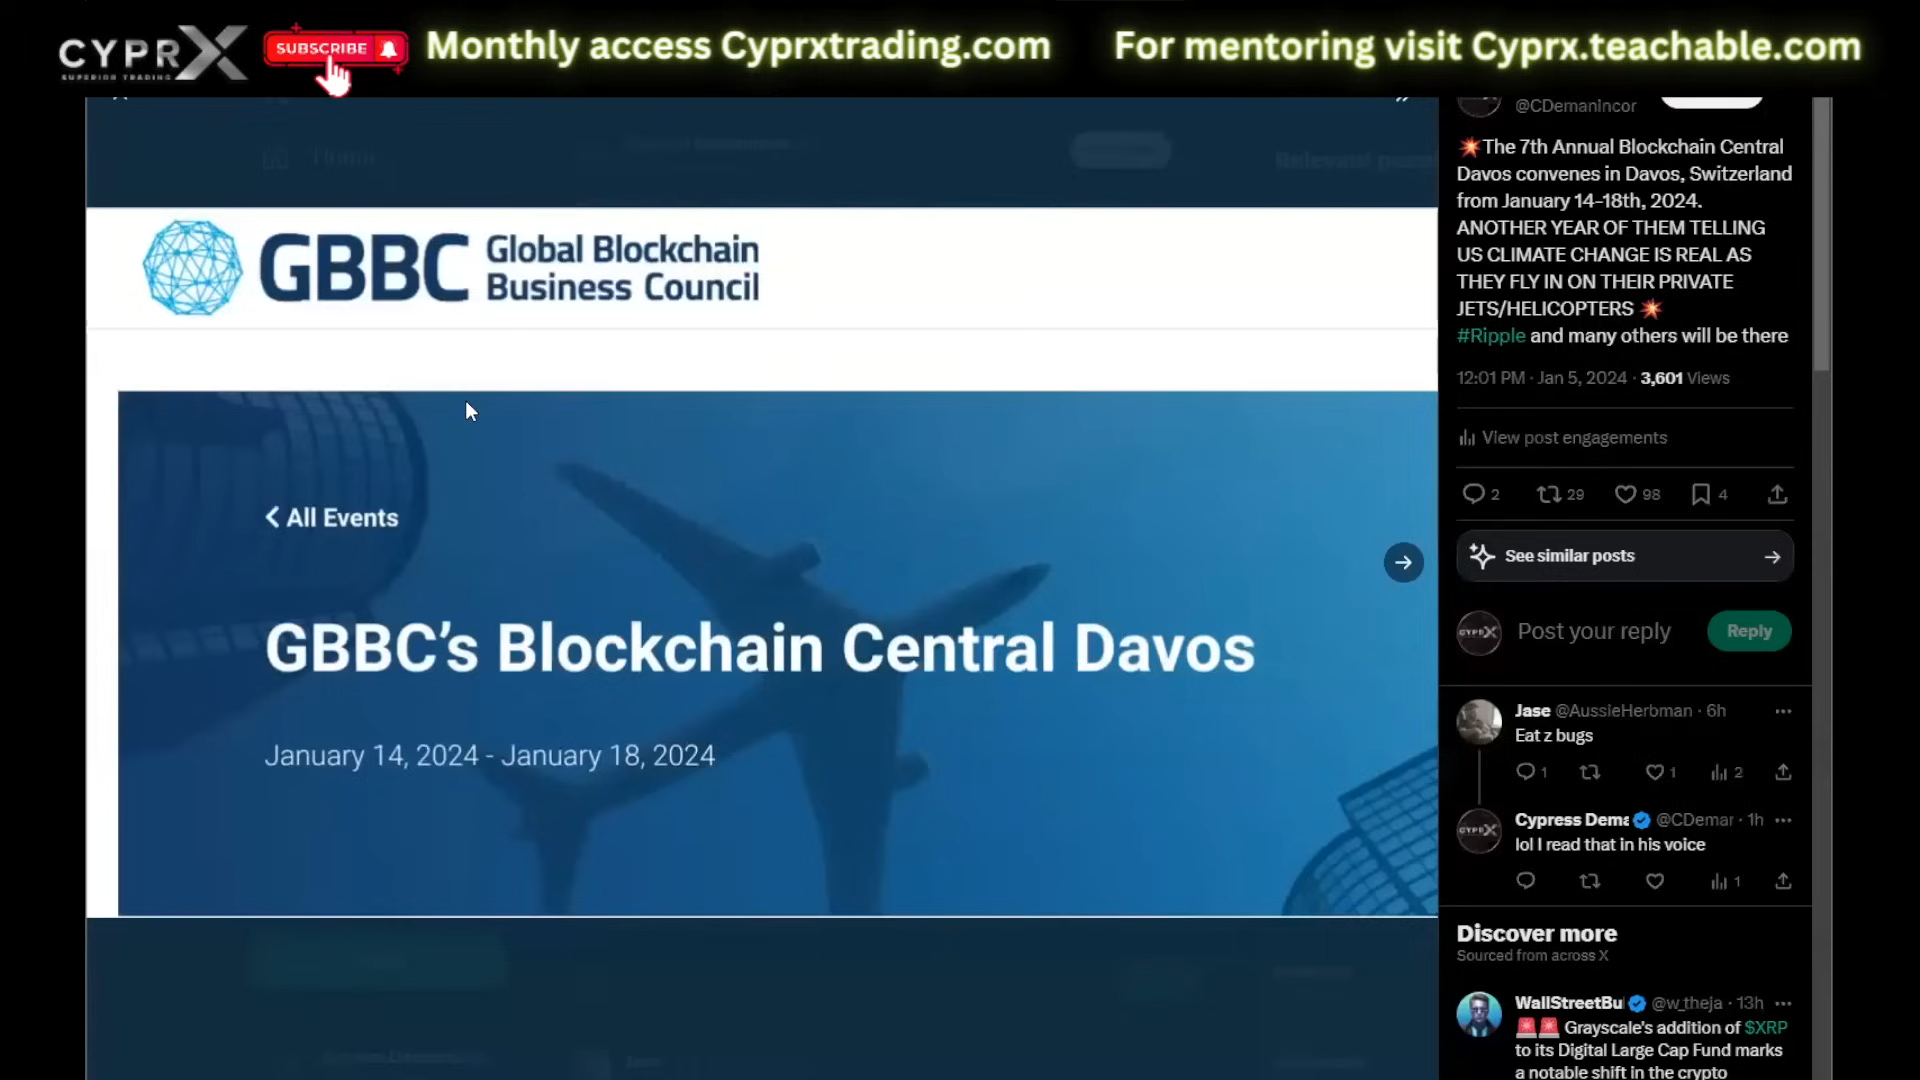 CYPRX
SUPERIOR TRADING
SUBSCRIBE
Monthly access Cyprxtrading.com
For mentoring visit Cyprx.teachable.com
Home
GBBC Global Blockchain
Business Council
All Events
GBBC's Blockchain Central Davos
January 14, 2024 - January 18, 2024
@CDemanIncor
💥The 7th Annual Blockchain Central
Davos convenes in Davos, Switzerland
from January 14-18th, 2024.
ANOTHER YEAR OF THEM TELLING
US CLIMATE CHANGE IS REAL AS
THEY FLY IN ON THEIR PRIVATE
JETS/HELICOPTERS 💥
#Ripple and many others will be there
12:01 PM · Jan 5, 2024 · 3,601 Views
View post engagements
2 29 98 4
See similar posts
CYPRX
Post your reply
Reply
Jase @AussieHerbman · 6h
Eat z bugs
1 1 2
CYPRX
Cypress Dema @CDemar · 1h
lol I read that in his voice
1
Discover more
Sourced from across X
WallStreetBul @w_theja · 13h
🚨🚨 Grayscale's addition of $XRP
to its Digital Large Cap Fund marks
a notable shift in the crypto